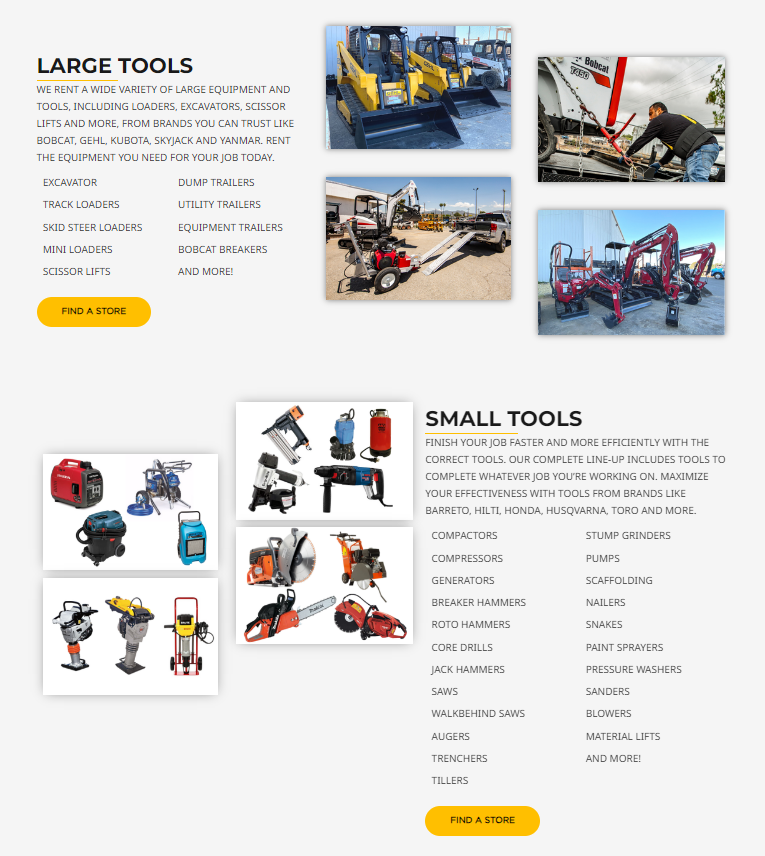 LARGE TOOLS
WE RENT A WIDE VARIETY OF LARGE EQUIPMENT AND
TOOLS, INCLUDING LOADERS, EXCAVATORS, SCISSOR
LIFTS AND MORE, FROM BRANDS YOU CAN TRUST LIKE
BOBCAT, GEHL, KUBOTA, SKYJACK AND YANMAR. RENT
THE EQUIPMENT YOU NEED FOR YOUR JOB TODAY.
EXCAVATOR
TRACK LOADERS
SKID STEER LOADERS
MINI LOADERS
SCISSOR LIFTS
DUMP TRAILERS
UTILITY TRAILERS
EQUIPMENT TRAILERS
BOBCAT BREAKERS
AND MORE!
FIND A STORE
Bobcat
T450
SMALL TOOLS
FINISH YOUR JOB FASTER AND MORE EFFICIENTLY WITH THE
CORRECT TOOLS. OUR COMPLETE LINE-UP INCLUDES TOOLS TO
COMPLETE WHATEVER JOB YOU'RE WORKING ON. MAXIMIZE
YOUR EFFECTIVENESS WITH TOOLS FROM BRANDS LIKE
BARRETO, HILTI, HONDA, HUSQVARNA, TORO AND MORE.
COMPACTORS
COMPRESSORS
GENERATORS
BREAKER HAMMERS
ROTO HAMMERS
CORE DRILLS
JACK HAMMERS
SAWS
WALKBEHIND SAWS
AUGERS
TRENCHERS
TILLERS
STUMP GRINDERS
PUMPS
SCAFFOLDING
NAILERS
SNAKES
PAINT SPRAYERS
PRESSURE WASHERS
SANDERS
BLOWERS
MATERIAL LIFTS
AND MORE!
FIND A STORE